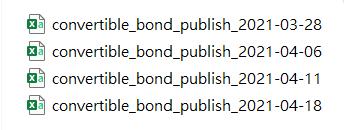 convertible_bond_publish_2021-03-28
convertible_bond_publish_2021-04-06
convertible_bond_publish_2021-04-11
convertible_bond_publish_2021-04-18